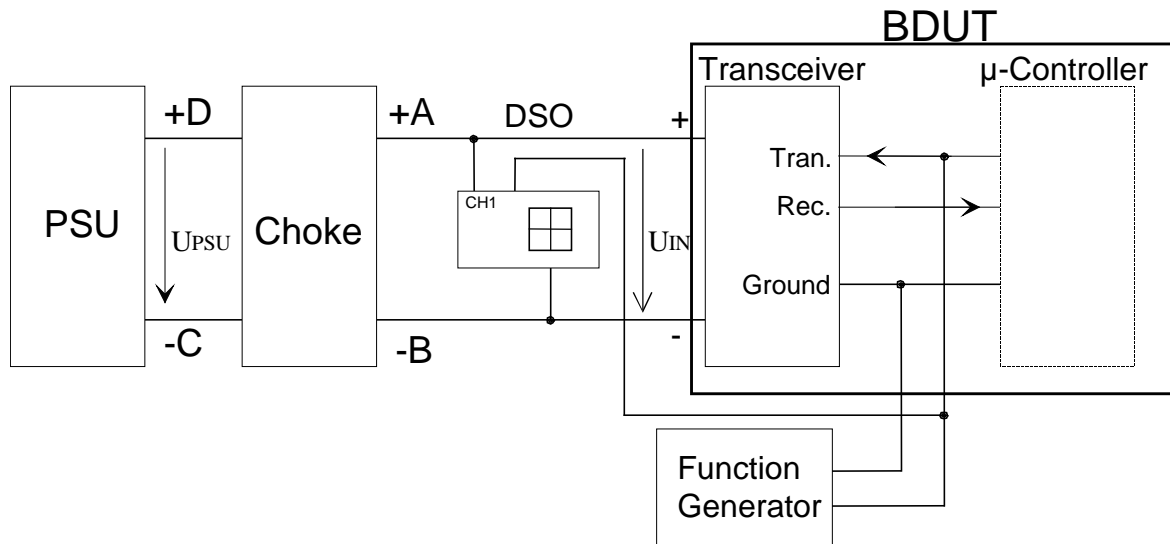 BDUT
Transceiver
µ-Controller
+D
+A
DSO
+
Tran.
CH1
Rec.
PSU
UPSU
Choke
UIN
Ground
-C
-B
-
Function
Generator